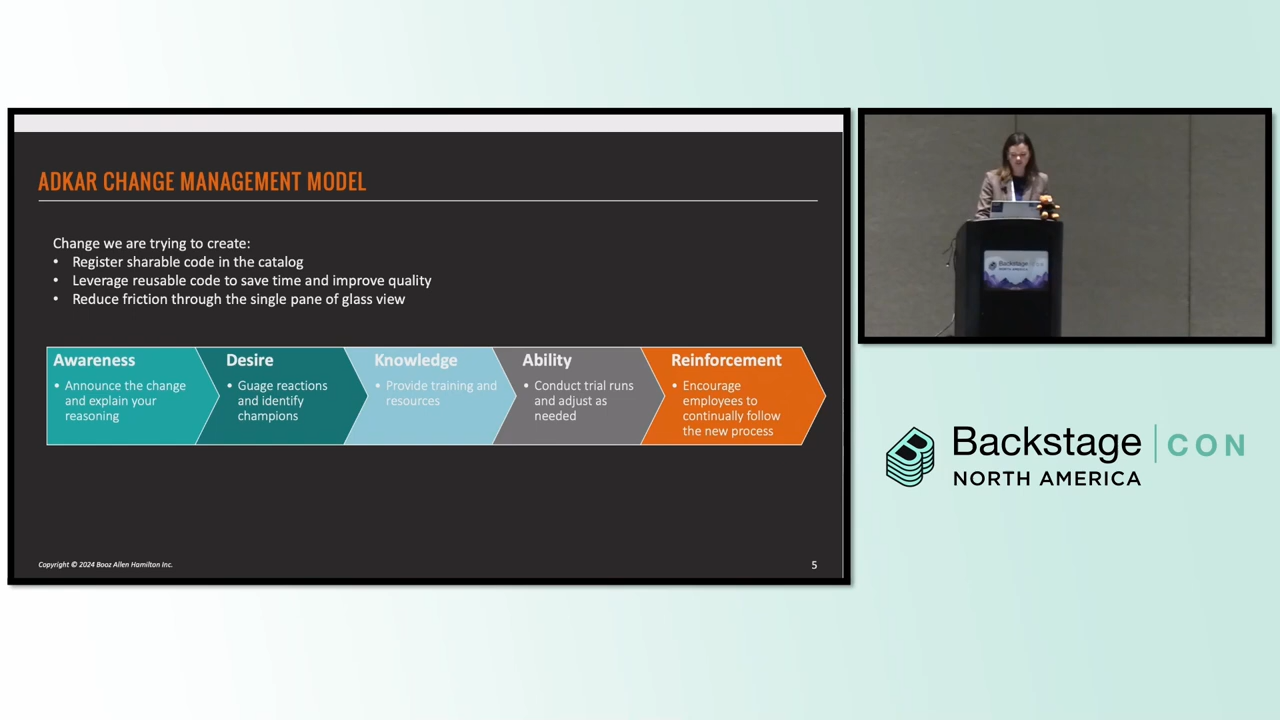 ADKAR CHANGE MANAGEMENT MODEL
Change we are trying to create:
• Register sharable code in the catalog
• Leverage reusable code to save time and improve quality
• Reduce friction through the single pane of glass view
Awareness
• Announce the change
and explain your
reasoning
Desire
• Guage reactions
and identify
champions
Knowledge
• Provide training and
resources
Ability
• Conduct trial runs
and adjust as
needed
Reinforcement
• Encourage
employees to
continually follow
the new process
Copyright © 2024 Booz Allen Hamilton Inc.
5
Backstage
NORTH AMERICA
Backstage | CON
NORTH AMERICA